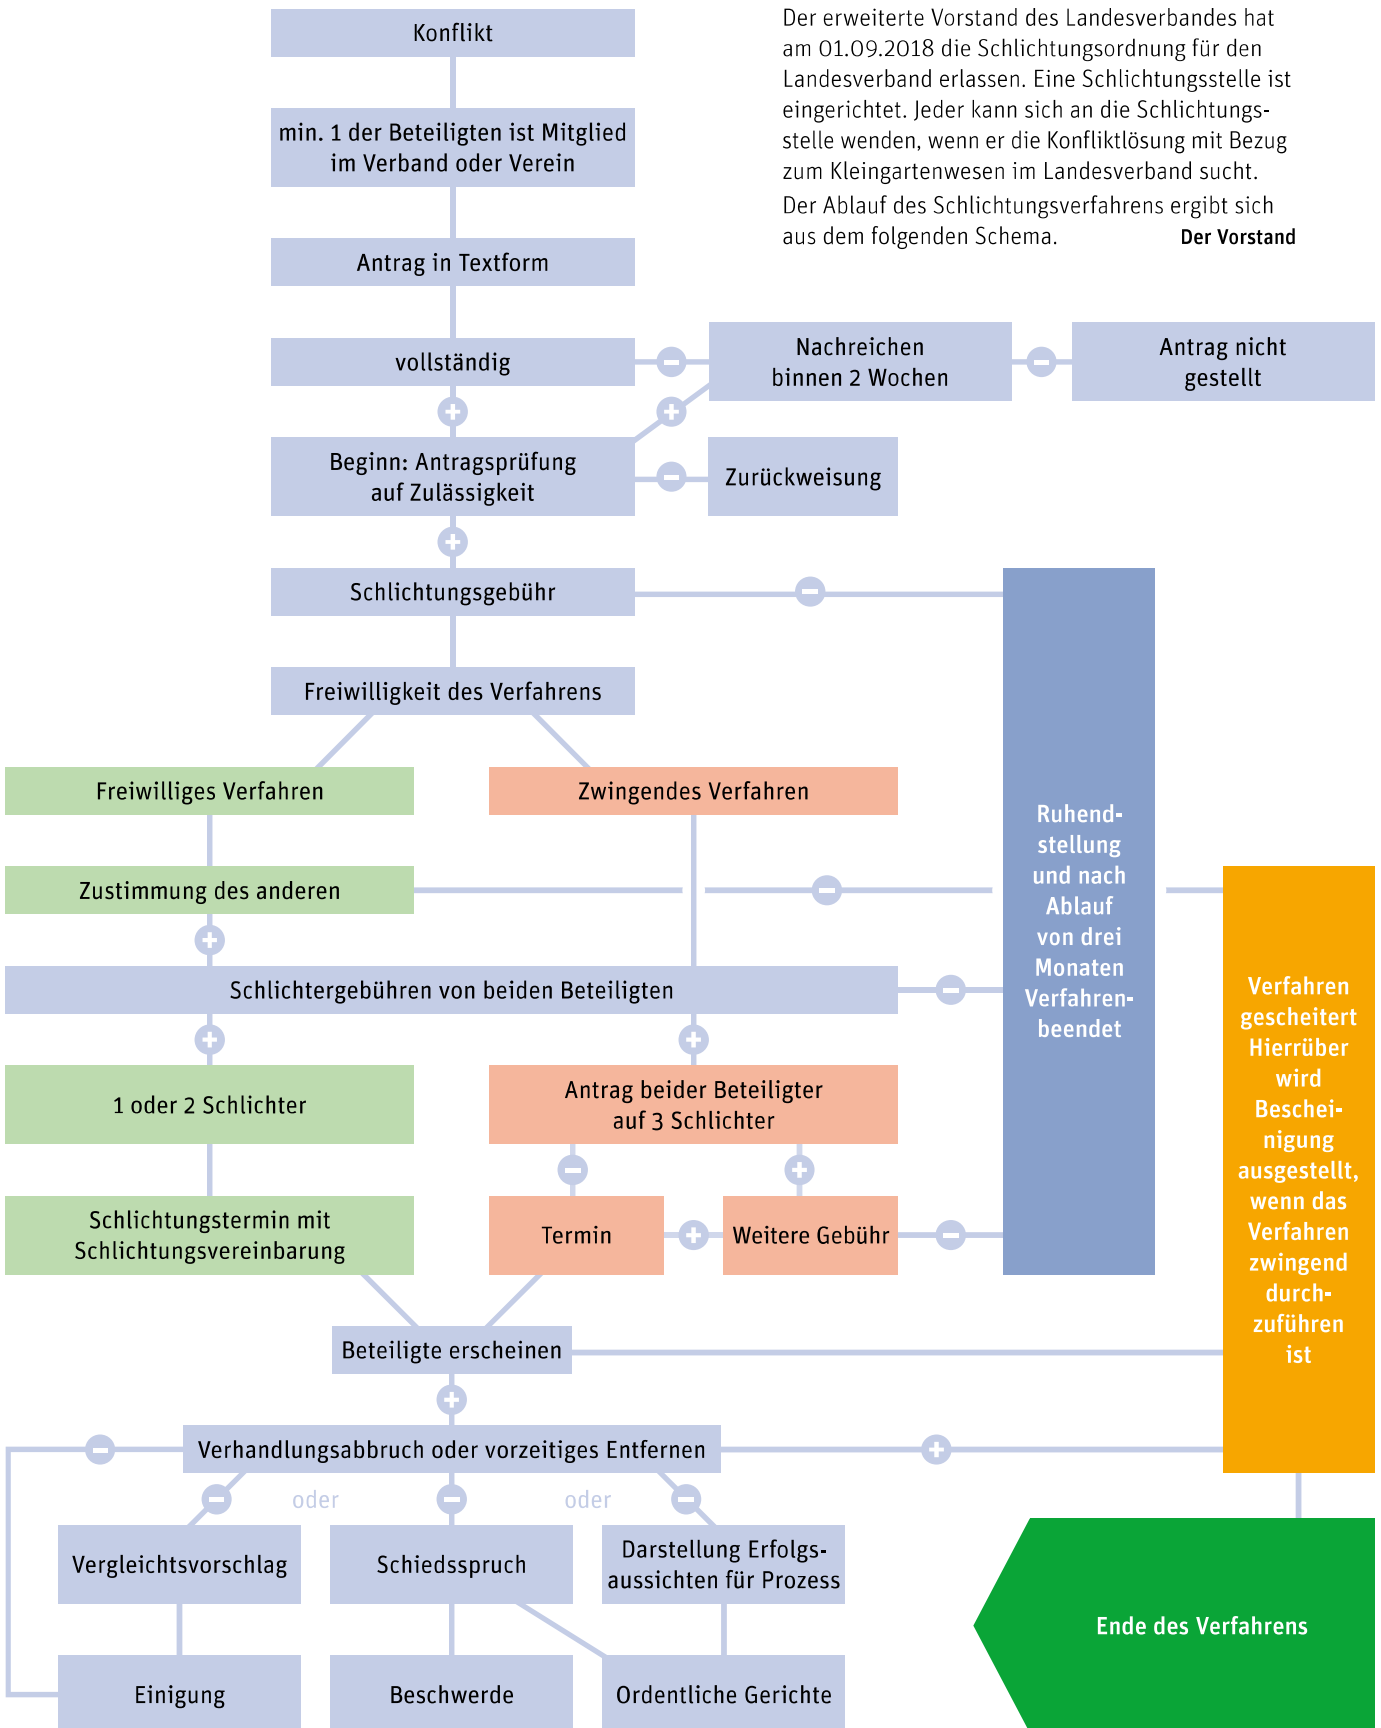 Konflikt
Der erweiterte Vorstand des Landesverbandes hat
am 01.09.2018 die Schlichtungsordnung für den
Landesverband erlassen. Eine Schlichtungsstelle ist
eingerichtet. Jeder kann sich an die Schlichtungs-
stelle wenden, wenn er die Konfliktlösung mit Bezug
zum Kleingartenwesen im Landesverband sucht.
Der Ablauf des Schlichtungsverfahrens ergibt sich
aus dem folgenden Schema. Der Vorstand
min. 1 der Beteiligten ist Mitglied
im Verband oder Verein
Antrag in Textform
vollständig
Nachreichen
binnen 2 Wochen
Antrag nicht
gestellt
Beginn: Antragsprüfung
auf Zulässigkeit
Zurückweisung
Schlichtungsgebühr
Freiwilligkeit des Verfahrens
Freiwilliges Verfahren
Zwingendes Verfahren
Ruhend-
stellung
und nach
Ablauf
von drei
Monaten
Verfahren-
beendet
Zustimmung des anderen
Schlichtergebühren von beiden Beteiligten
Verfahren
gescheitert
Hierrüber
wird
Beschei-
nigung
ausgestellt,
wenn das
Verfahren
zwingend
durch-
zuführen
ist
1 oder 2 Schlichter
Antrag beider Beteiligter
auf 3 Schlichter
Schlichtungstermin mit
Schlichtungsvereinbarung
Termin
Weitere Gebühr
Beteiligte erscheinen
Verhandlungsabbruch oder vorzeitiges Entfernen
oder
oder
Vergleichtsvorschlag
Schiedsspruch
Darstellung Erfolgs-
aussichten für Prozess
Ende des Verfahrens
Einigung
Beschwerde
Ordentliche Gerichte